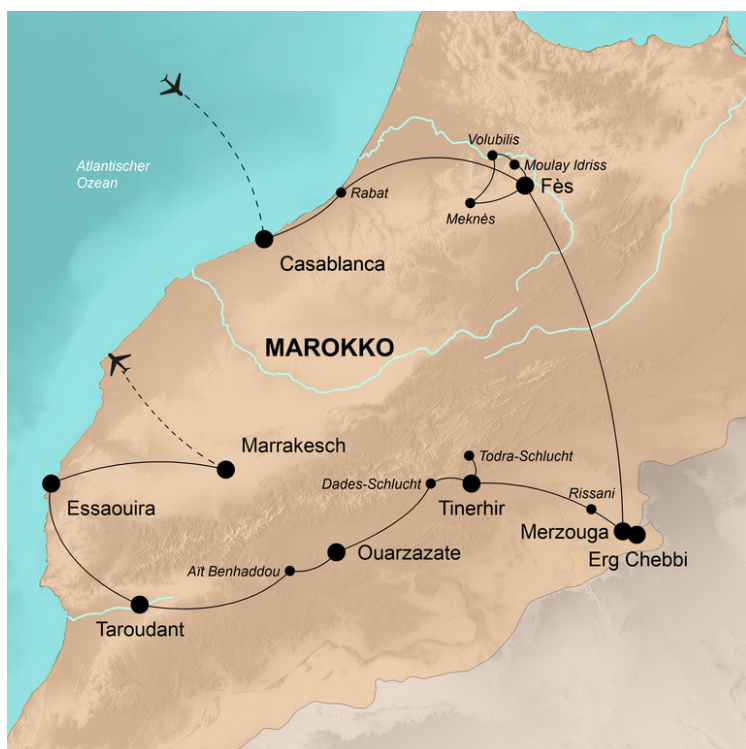 Volubilis
Atlantischer
Ozean
Moulay Idriss
Fès
Rabat
Meknès
Casablanca
MAROKKO
Marrakesch
Todra-Schlucht
Dades-Schlucht
Essaouira
Tinerhir
Rissani
Merzouga
Ouarzazate
Erg Chebbi
Aït Benhaddou
Taroudant